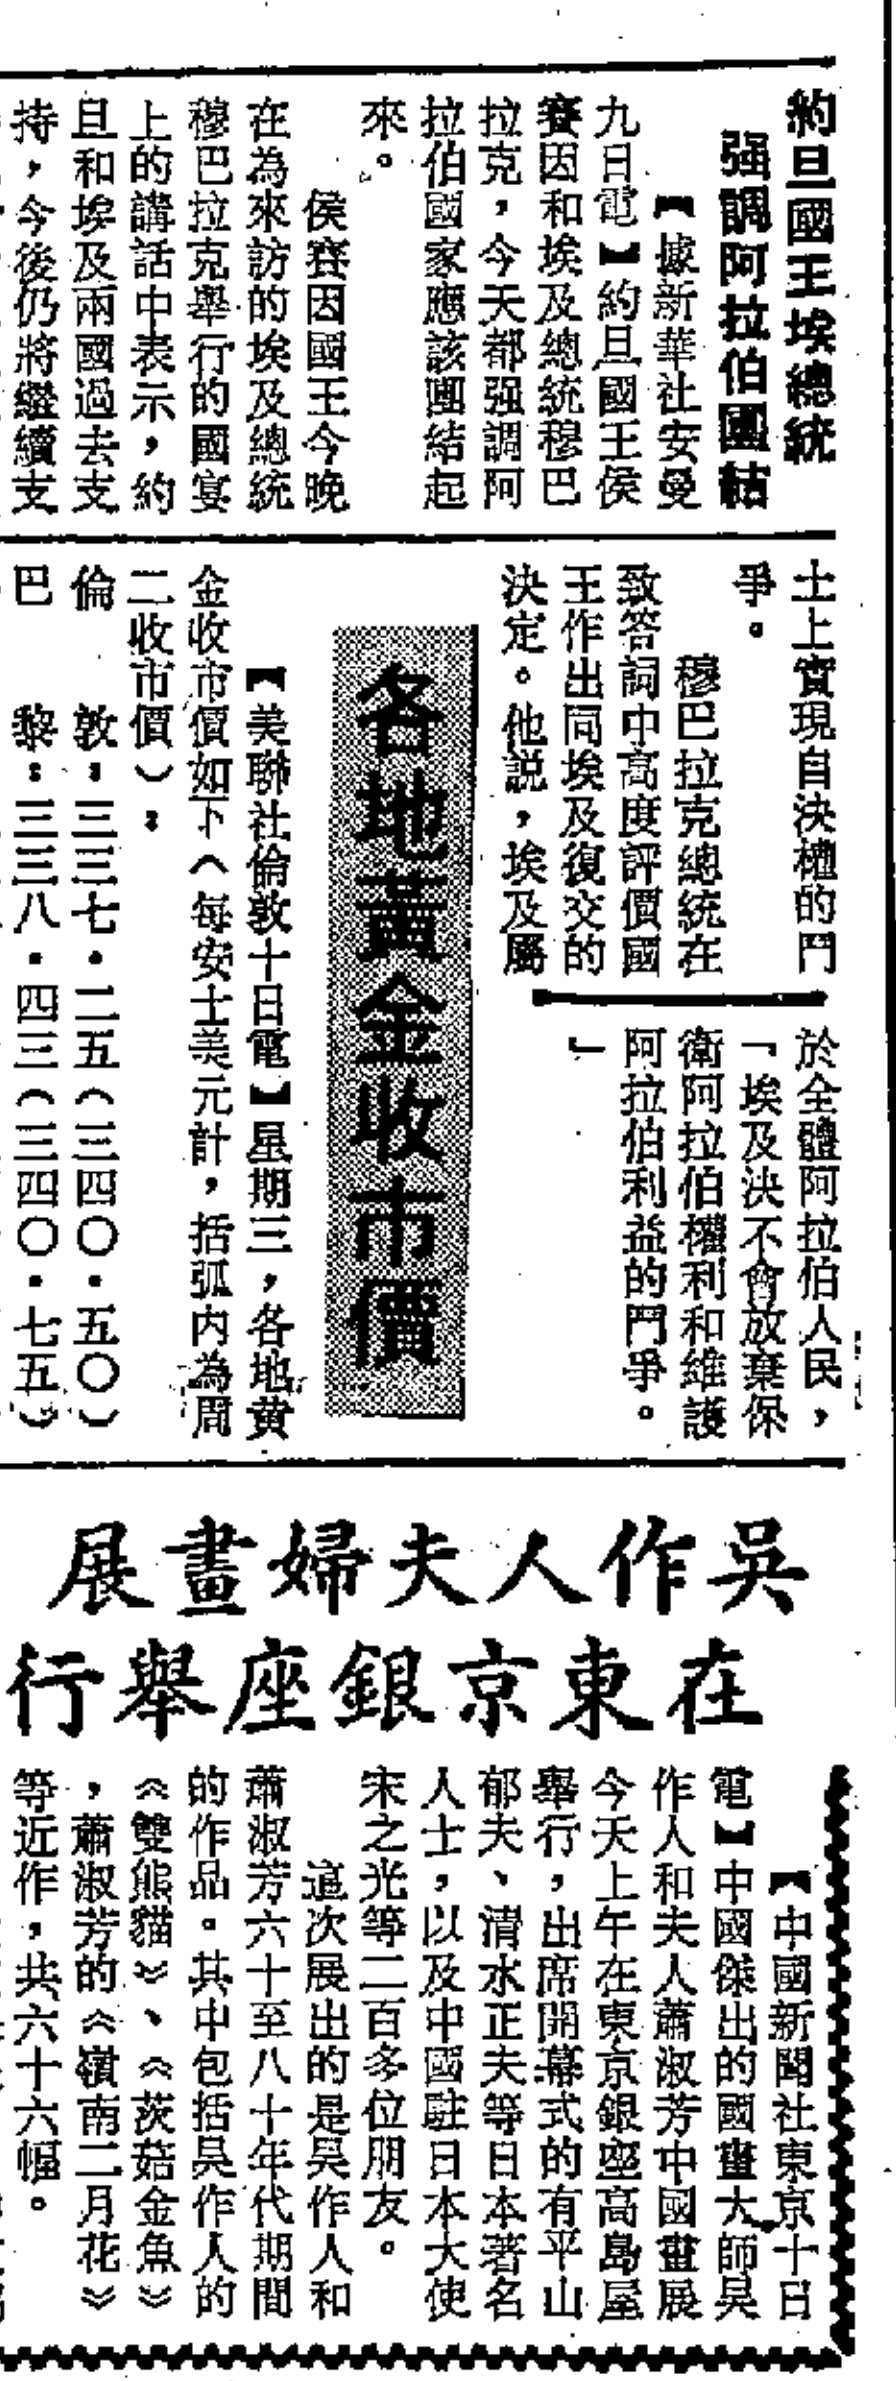 約旦國王埃總統
强調阿拉伯團結
【據新華社安曼
九日電】約旦國王侯
賽因和埃及總統穆巴
拉克，今天都强調阿
拉伯國家應該團結起
來。
侯賽因國王今晚
在為來訪的埃及總統
穆巴拉克舉行的國宴
上的講話中表示，約
旦和埃及兩國過去支
持，今後仍將繼續支
士上實現自決權的鬥
爭。
穆巴拉克總統在
致答詞中高度評價國
王作出同埃及復交的
決定。他説，埃及屬
於全體阿拉伯人民，
「埃及決不會放棄保
衛阿拉伯權利和維護
阿拉伯利益的鬥爭。
」
各地黃金收市價
【美聯社倫敦十日電】星期三，各地黃
金收市價如下（每安士美元計，括弧内為周
二收市價）：
倫敦：三三七．二五（三四〇．五〇）
巴黎：三三八．四三（三四〇．七五）
吳作人夫婦畫展
在東京銀座舉行
【中國新聞社東京十日
電】中國傑出的國畫大師吳
作人和夫人蕭淑芳中國畫展
今天上午在東京銀座高島屋
舉行，出席開幕式的有平山
郁夫、清水正夫等日本著名
人士，以及中國駐日本大使
宋之光等二百多位朋友。
這次展出的是吳作人和
蕭淑芳六十至八十年代期間
的作品。其中包括吳作人的
《雙熊貓》、《茨菇金魚》
，蕭淑芳的《嶺南二月花》
等近作，共六十六幅。